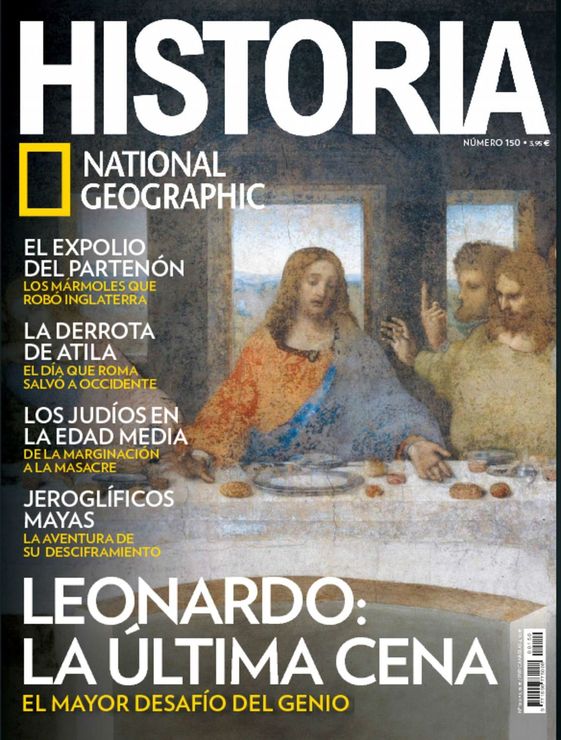 HISTORIA
NÚMERO 150 • 3,95 €
NATIONAL
GEOGRAPHIC
EL EXPOLIO
DEL PARTENÓN
LOS MÁRMOLES QUE
ROBÓ INGLATERRA
LA DERROTA
DE ATILA
EL DÍA QUE ROMA
SALVÓ A OCCIDENTE
LOS JUDÍOS EN
LA EDAD MEDIA
DE LA MARGINACIÓN
A LA MASACRE
JEROGLÍFICOS
MAYAS
LA AVENTURA DE
SU DESCIFRAMIENTO
LEONARDO:
LA ÚLTIMA CENA
EL MAYOR DESAFÍO DEL GENIO
00150